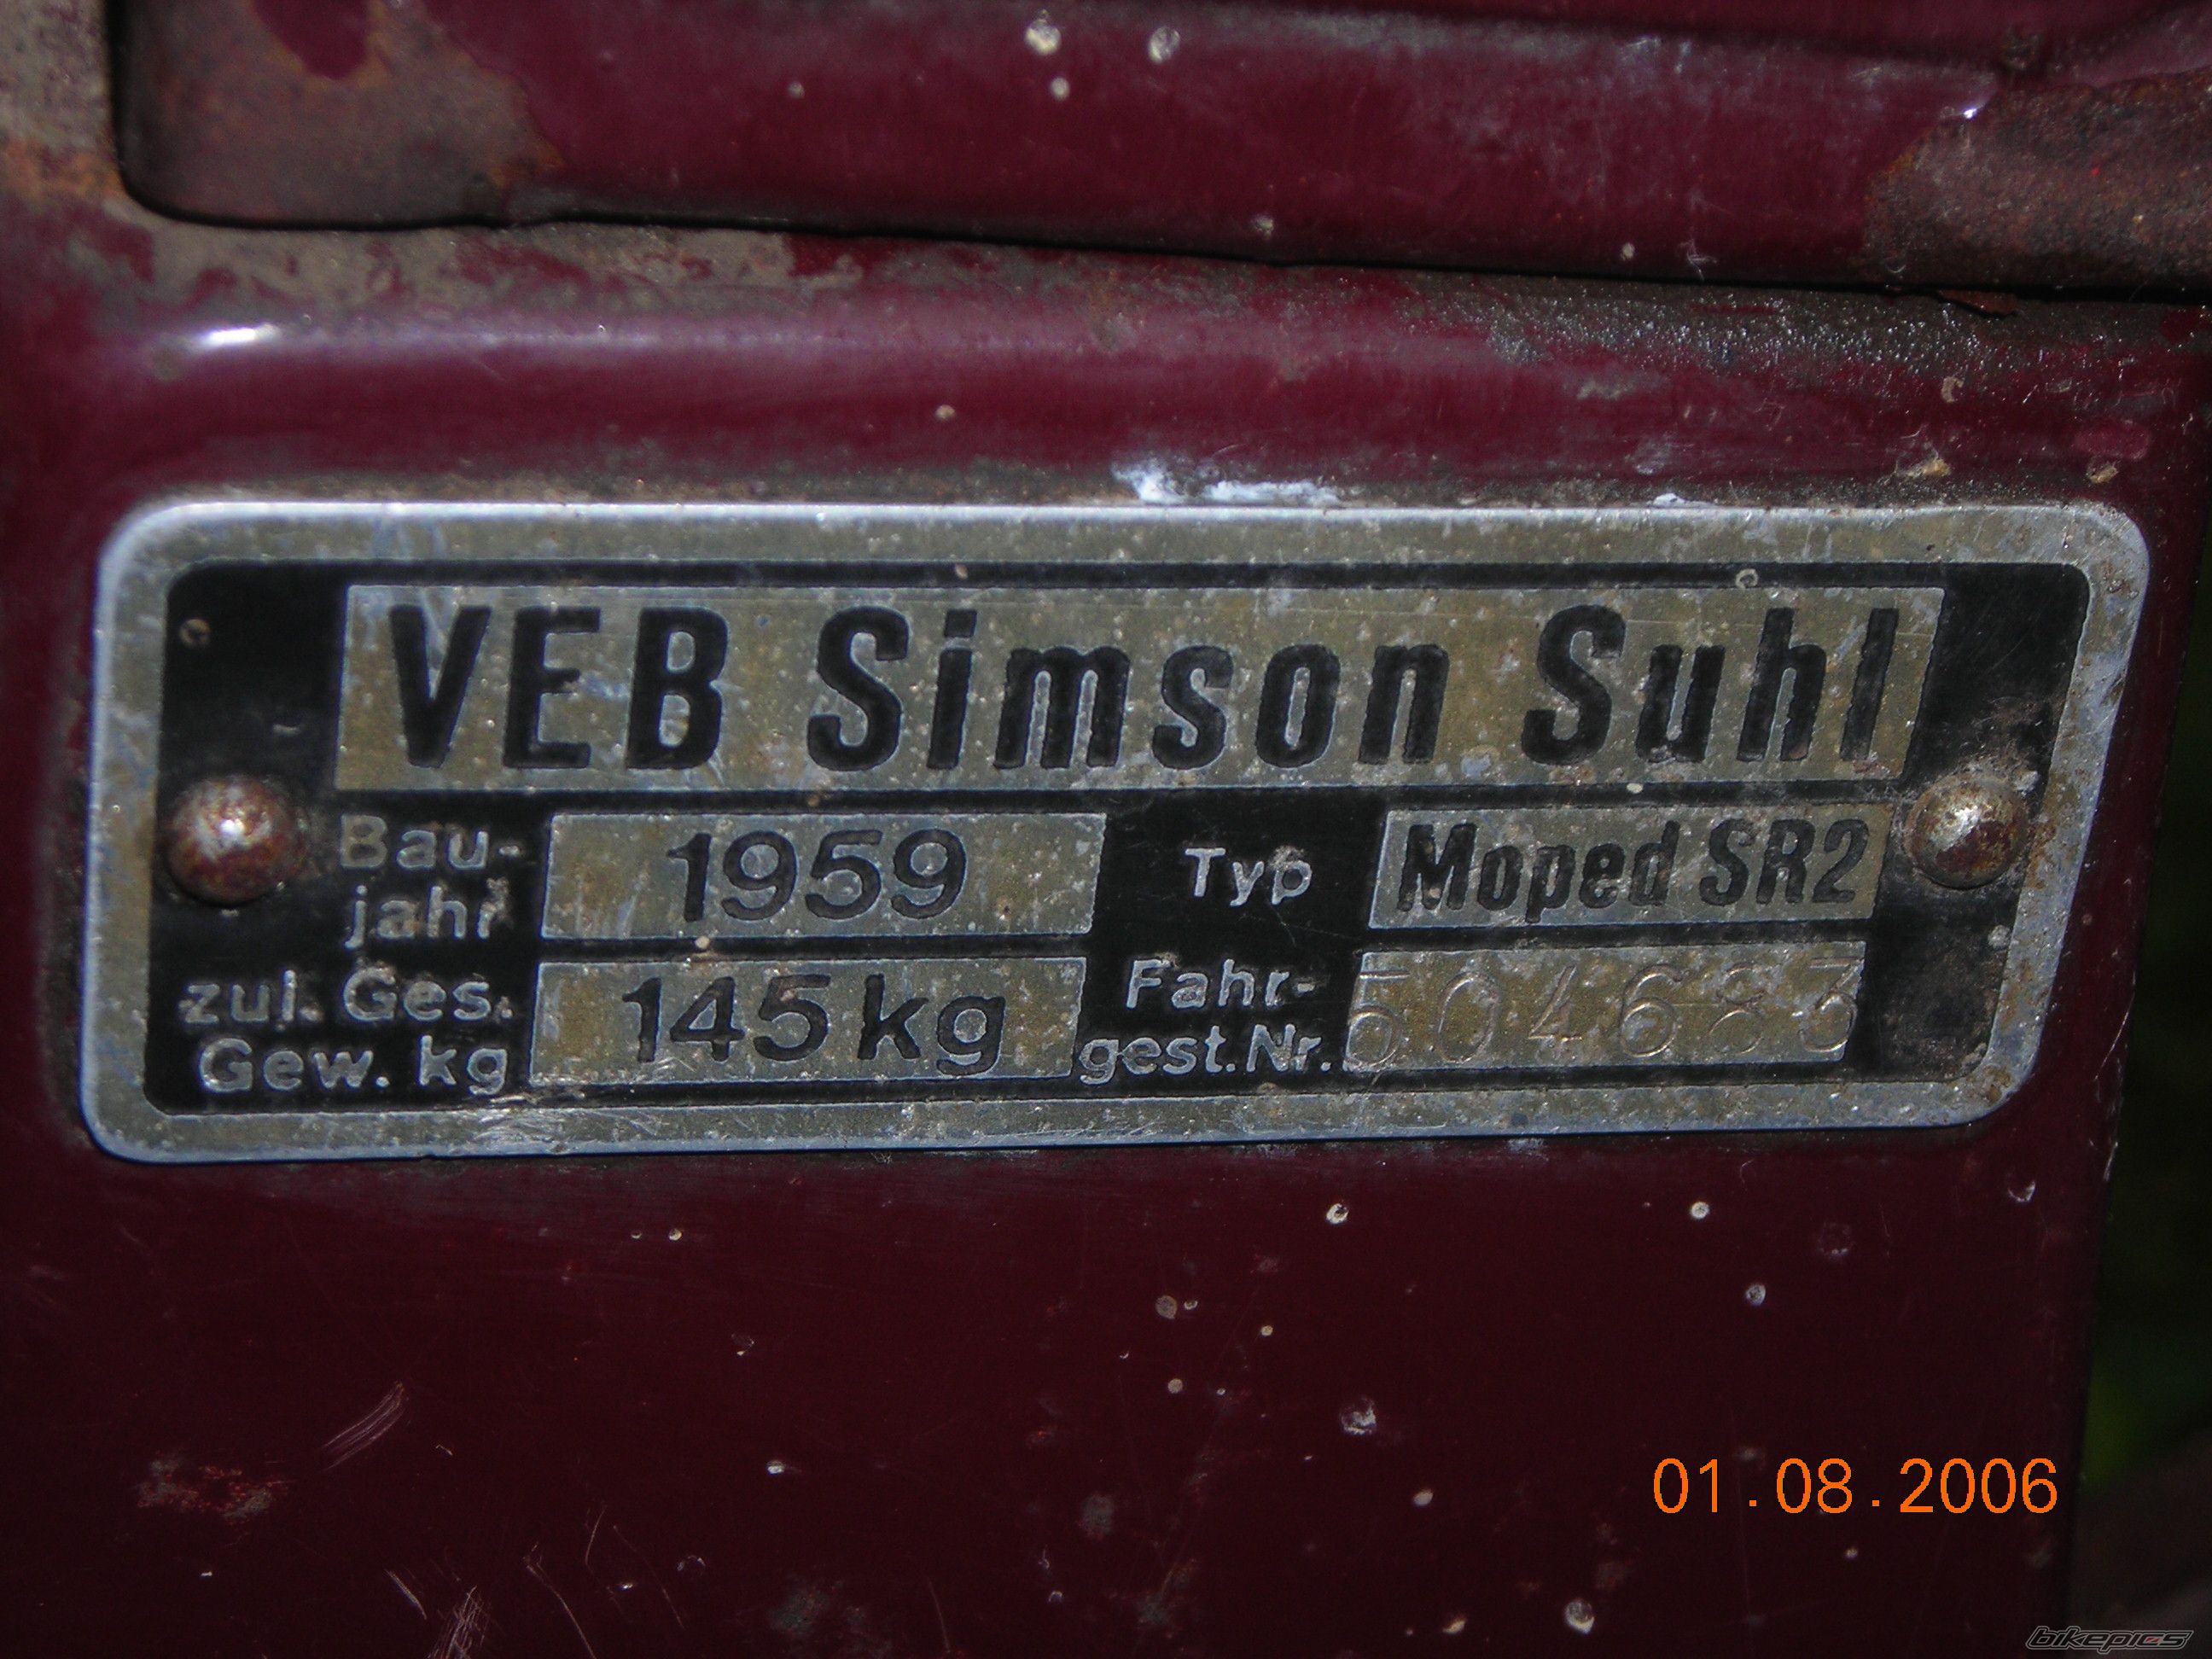 VEB Simson Suhl
Bau-
jahr
1959
Typ
Moped SR2
zul. Ges.
Gew. kg
145 kg
Fahr-
gest. Nr.
504683
01.08.2006
bikepics